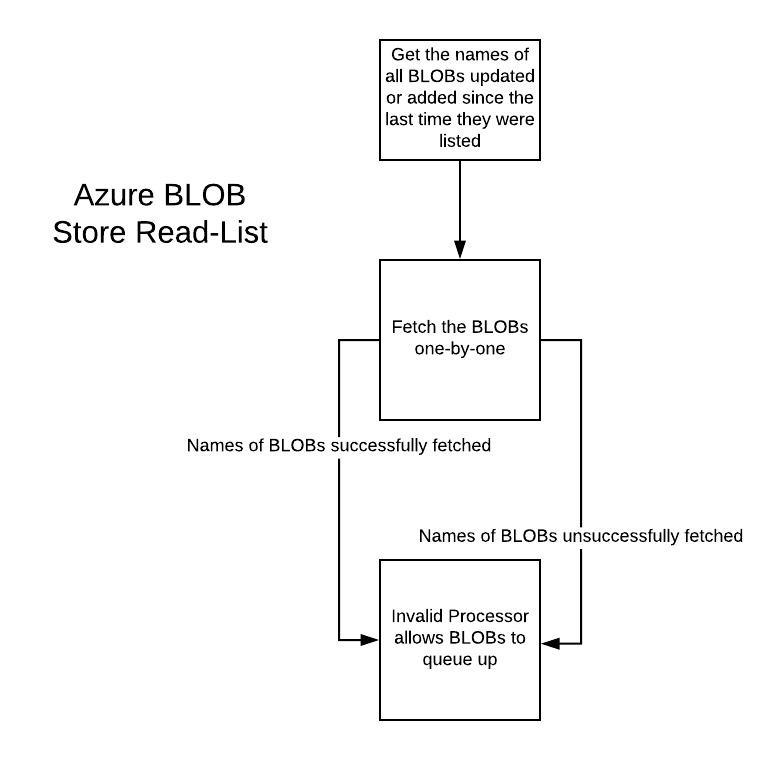 Get the names of
all BLOBs updated
or added since the
last time they were
listed
Azure BLOB
Store Read-List
Fetch the BLOBs
one-by-one
Names of BLOBs successfully fetched
Names of BLOBs unsuccessfully fetched
Invalid Processor
allows BLOBs to
queue up